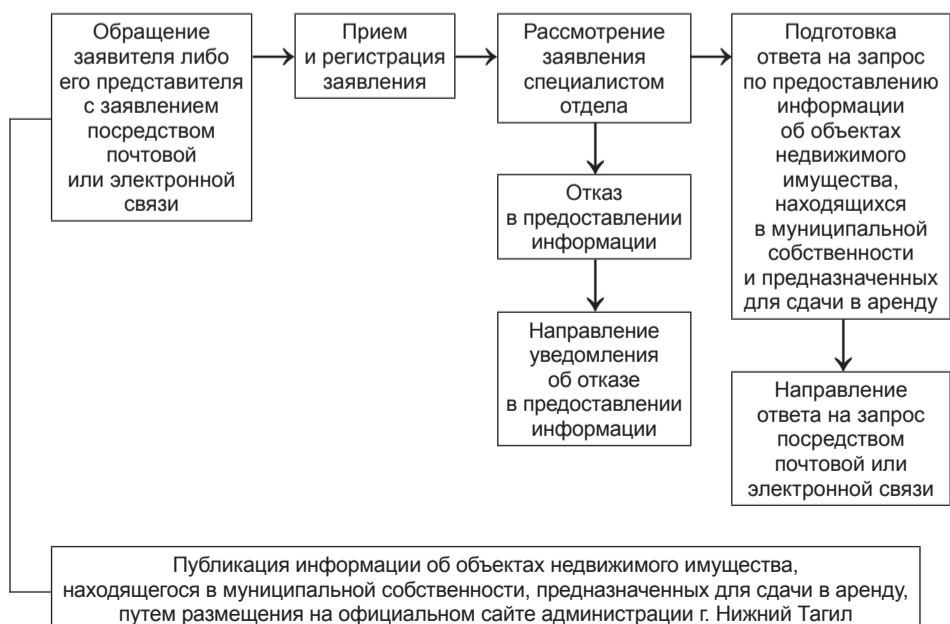 Обращение
заявителя либо
его представителя
с заявлением
посредством
почтовой
или электронной
связи
Прием
и регистрация
заявления
Рассмотрение
заявления
специалистом
отдела
Подготовка
ответа на запрос
по предоставлению
информации
об объектах
недвижимого
имущества,
находящихся
в муниципальной
собственности
и предназначенных
для сдачи в аренду
Отказ
в предоставлении
информации
Направление
уведомления
об отказе
в предоставлении
информации
Направление
ответа на запрос
посредством
почтовой или
электронной связи
Публикация информации об объектах недвижимого имущества,
находящегося в муниципальной собственности, предназначенных для сдачи в аренду,
путем размещения на официальном сайте администрации г. Нижний Тагил